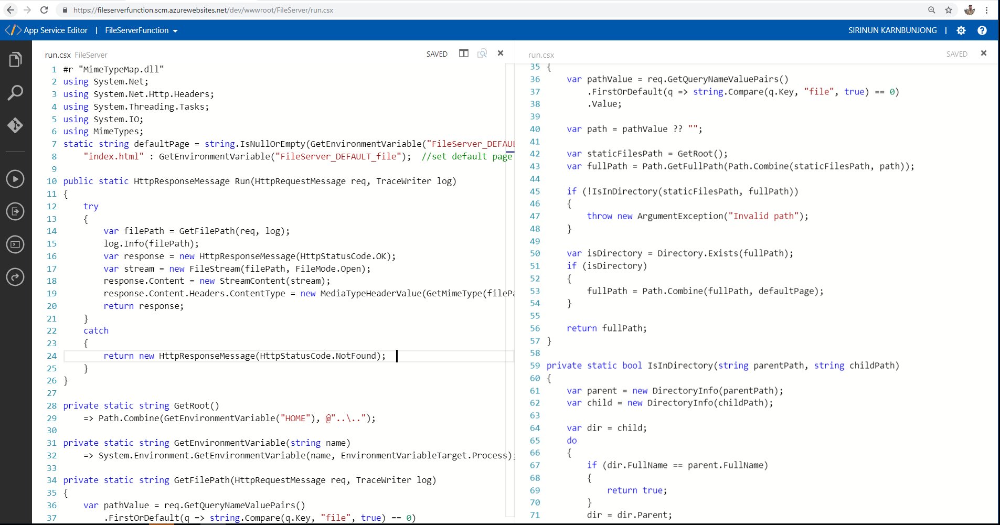 https://fileserverfunction.scm.azurewebsites.net/dev/wwwroot/FileServer/run.csx
App Service Editor | FileServerFunction
SIRINUN KARNBUNJONG |
run.csx FileServer
SAVED
1 #r "MimeTypeMap.dll"
2 using System.Net;
3 using System.Net.Http.Headers;
4 using System.Threading.Tasks;
5 using System.IO;
6 using MimeTypes;
7 static string defaultPage = string.IsNullOrEmpty(GetEnvironmentVariable("FileServer_DEFAUL
8 "index.html" : GetEnvironmentVariable("FileServer_DEFAULT_file"); //set default page
9
10 public static HttpResponseMessage Run(HttpRequestMessage req, TraceWriter log)
11 {
12 try
13 {
14 var filePath = GetFilePath(req, log);
15 log.Info(filePath);
16 var response = new HttpResponseMessage(HttpStatusCode.OK);
17 var stream = new FileStream(filePath, FileMode.Open);
18 response.Content = new StreamContent(stream);
19 response.Content.Headers.ContentType = new MediaTypeHeaderValue(GetMimeType(filePa
20 return response;
21 }
22 catch
23 {
24 return new HttpResponseMessage(HttpStatusCode.NotFound);
25 }
26 }
27
28 private static string GetRoot()
29 => Path.Combine(GetEnvironmentVariable("HOME"), @"..\..");
30
31 private static string GetEnvironmentVariable(string name)
32 => System.Environment.GetEnvironmentVariable(name, EnvironmentVariableTarget.Process);
33
34 private static string GetFilePath(HttpRequestMessage req, TraceWriter log)
35 {
36 var pathValue = req.GetQueryNameValuePairs()
37 .FirstOrDefault(q => string.Compare(q.Key, "file", true) == 0)
run.csx
SAVED
35 {
36 var pathValue = req.GetQueryNameValuePairs()
37 .FirstOrDefault(q => string.Compare(q.Key, "file", true) == 0)
38 .Value;
39
40 var path = pathValue ?? "";
41
42 var staticFilesPath = GetRoot();
43 var fullPath = Path.GetFullPath(Path.Combine(staticFilesPath, path));
44
45 if (!IsInDirectory(staticFilesPath, fullPath))
46 {
47 throw new ArgumentException("Invalid path");
48 }
49
50 var isDirectory = Directory.Exists(fullPath);
51 if (isDirectory)
52 {
53 fullPath = Path.Combine(fullPath, defaultPage);
54 }
55
56 return fullPath;
57 }
58
59 private static bool IsInDirectory(string parentPath, string childPath)
60 {
61 var parent = new DirectoryInfo(parentPath);
62 var child = new DirectoryInfo(childPath);
63
64 var dir = child;
65 do
66 {
67 if (dir.FullName == parent.FullName)
68 {
69 return true;
70 }
71 dir = dir.Parent;